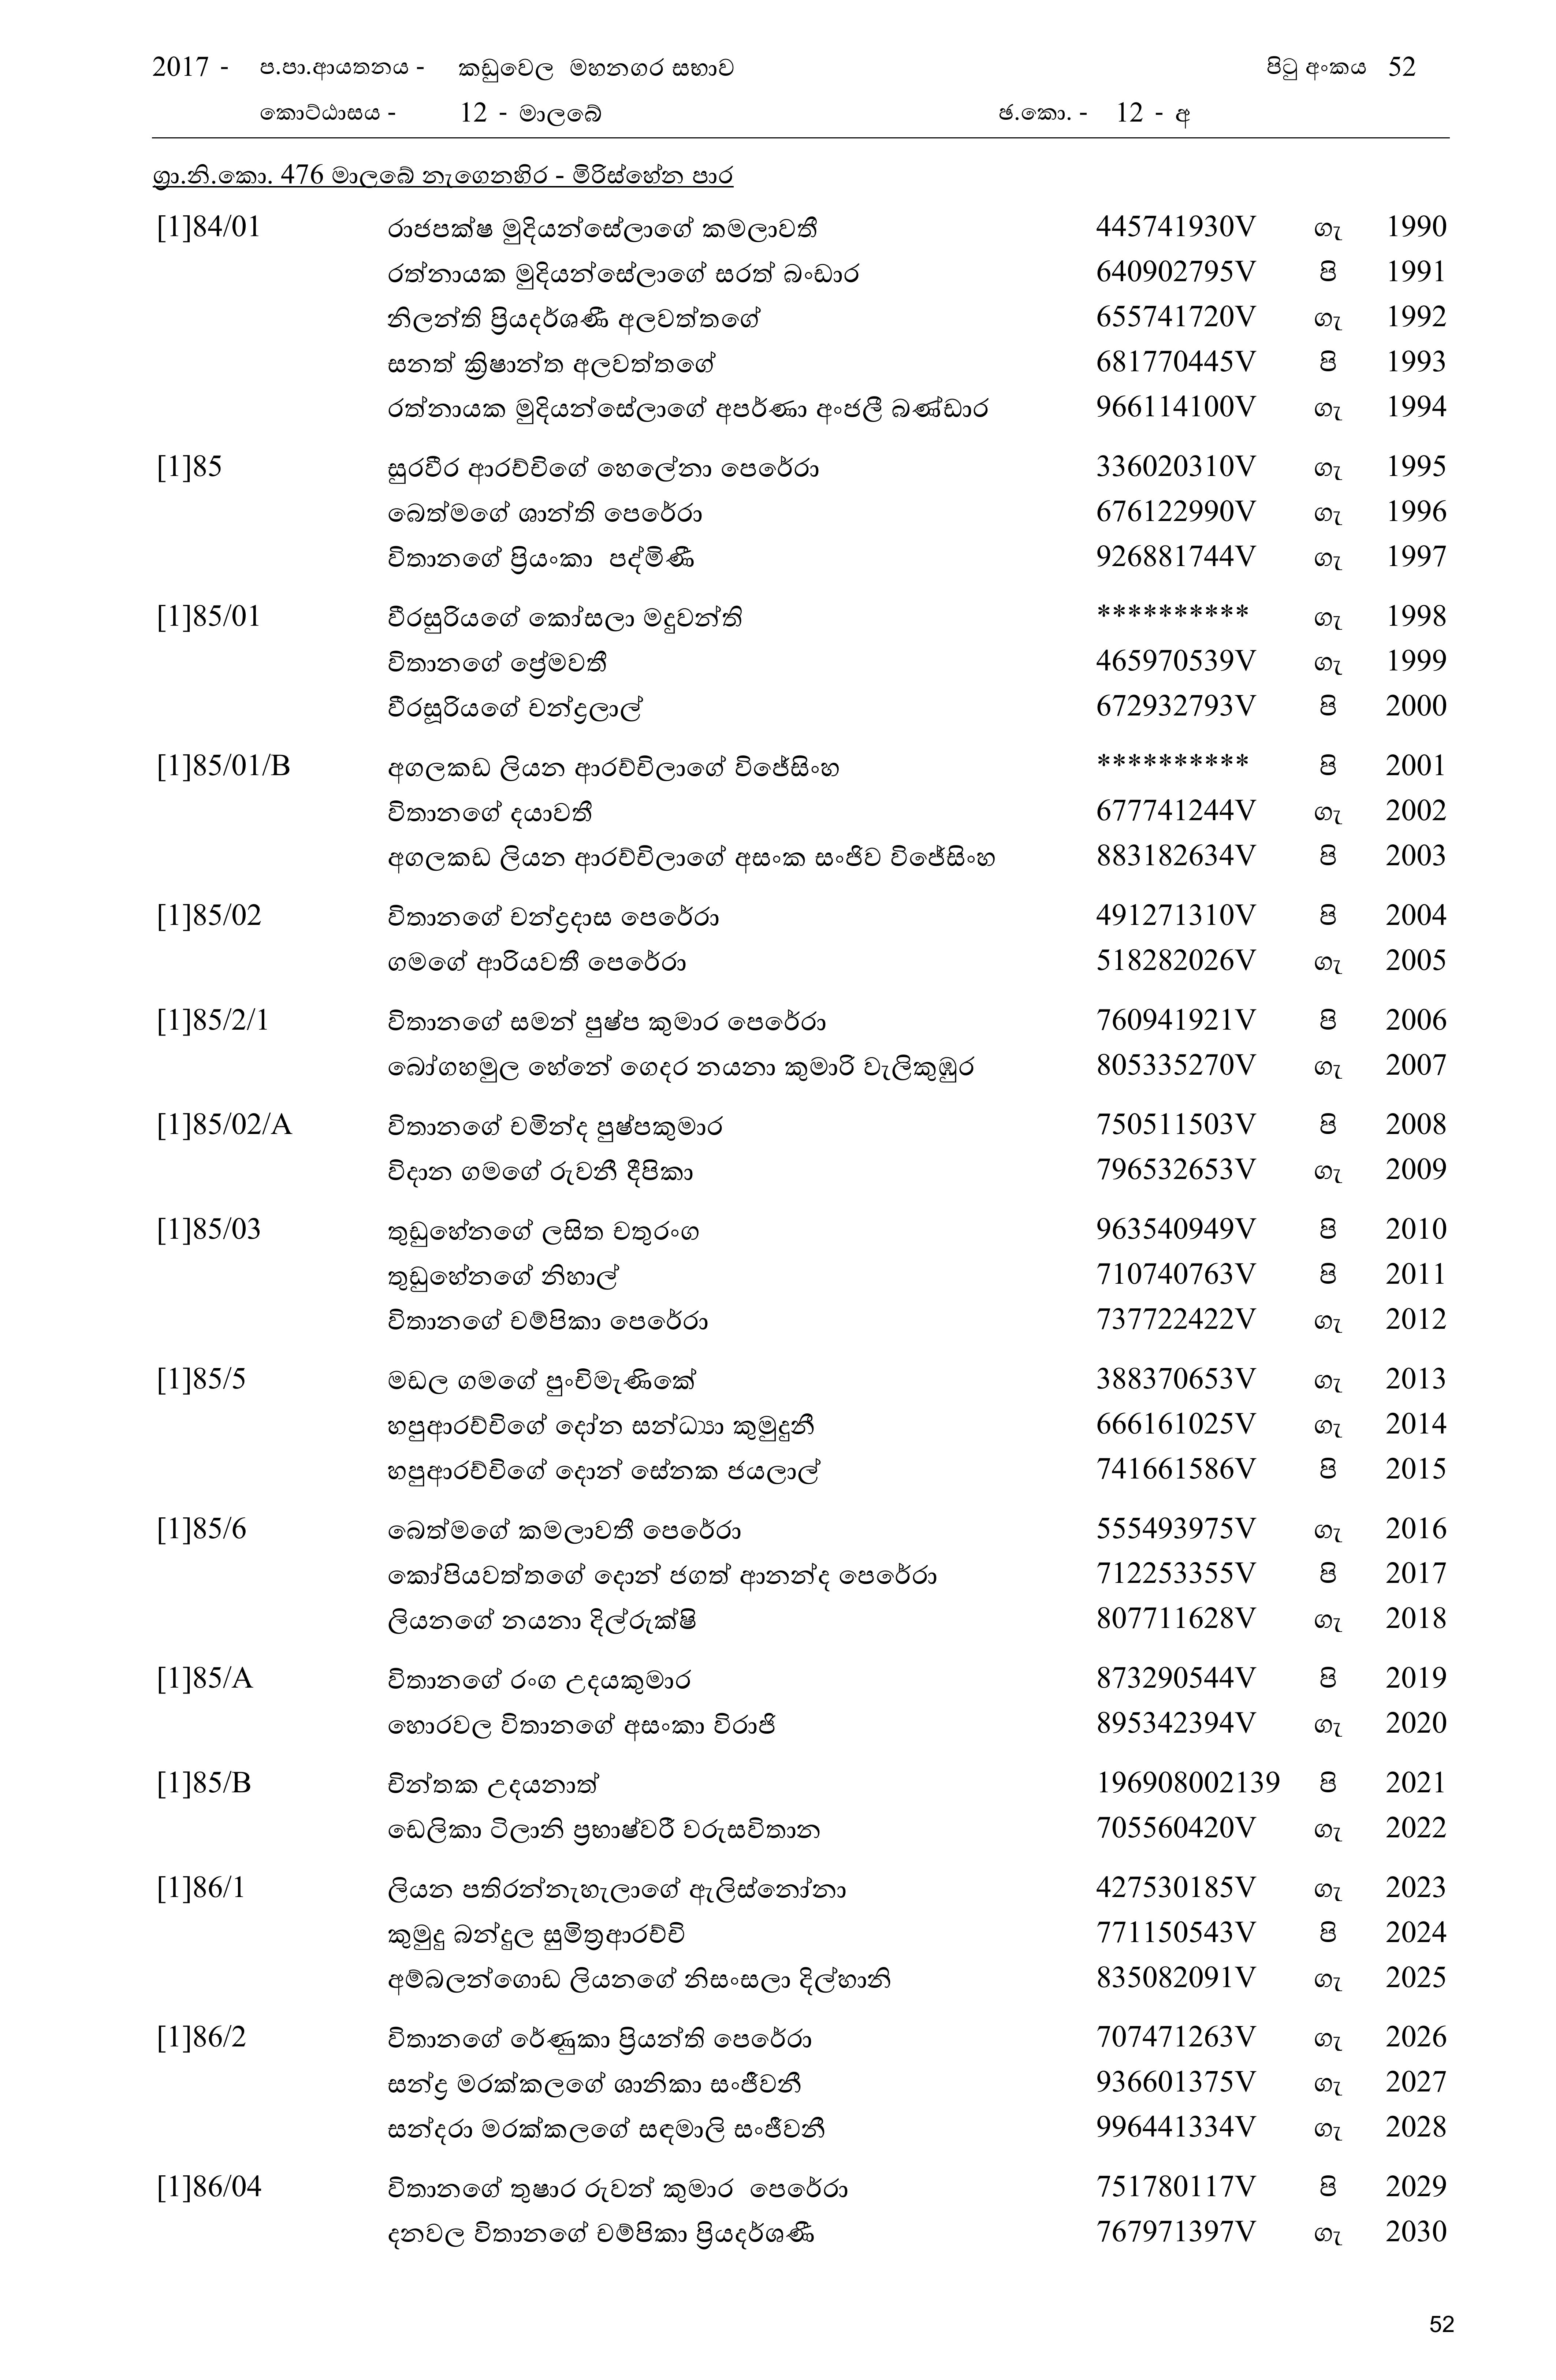 2017 - ප.පා.ආයතනය - කඩුවෙල මහනගර සභාව පිටු අංකය 52
කොට්ඨාසය - 12 - මාලබේ ඡ.කො. - 12 - අ
ග්‍රා.නි.කො. 476 මාලබේ නැගෙනහිර - මිරිස්හේන පාර
[1]84/01 රාජපක්ෂ මුදියන්සේලාගේ කමලාවතී 445741930V ගැ 1990
රත්නායක මුදියන්සේලාගේ සරත් බංඩාර 640902795V පි 1991
නිලන්ති ප්‍රියදර්ශණී අලවත්තගේ 655741720V ගැ 1992
සනත් ක්‍රිෂාන්ත අලවත්තගේ 681770445V පි 1993
රත්නායක මුදියන්සේලාගේ අපර්ණා අංජලී බණ්ඩාර 966114100V ගැ 1994
[1]85 සුරවීර ආරච්චිගේ හෙලේනා පෙරේරා 336020310V ගැ 1995
බෙත්මගේ ශාන්ති පෙරේරා 676122990V ගැ 1996
විතානගේ ප්‍රියංකා පද්මිණී 926881744V ගැ 1997
[1]85/01 වීරසුරියගේ කෝසලා මදුවන්ති ********** ගැ 1998
විතානගේ ප්‍රේමවතී 465970539V ගැ 1999
වීරසූරියගේ චන්ද්‍රලාල් 672932793V පි 2000
[1]85/01/B අගලකඩ ලියන ආරච්චිලාගේ විජේසිංහ ********** පි 2001
විතානගේ දයාවතී 677741244V ගැ 2002
අගලකඩ ලියන ආරච්චිලාගේ අසංක සංජිව විජේසිංහ 883182634V පි 2003
[1]85/02 විතානගේ චන්ද්‍රදාස පෙරේරා 491271310V පි 2004
ගමගේ ආරියවතී පෙරේරා 518282026V ගැ 2005
[1]85/2/1 විතානගේ සමන් පුෂ්ප කුමාර පෙරේරා 760941921V පි 2006
බෝගහමුල හේනේ ගෙදර නයනා කුමාරි වැලිකුඹුර 805335270V ගැ 2007
[1]85/02/A විතානගේ චමින්ද පුෂ්පකුමාර 750511503V පි 2008
විදාන ගමගේ රුවනී දීපිකා 796532653V ගැ 2009
[1]85/03 තුඩුහේනගේ ලසිත චතුරංග 963540949V පි 2010
තුඩුහේනගේ නිහාල් 710740763V පි 2011
විතානගේ චම්පිකා පෙරේරා 737722422V ගැ 2012
[1]85/5 මඩල ගමගේ පුංචිමැණිකේ 388370653V ගැ 2013
හපුආරච්චිගේ දෝන සන්ධ්‍යා කුමුදුනී 666161025V ගැ 2014
හපුආරච්චිගේ දොන් සේනක ජයලාල් 741661586V පි 2015
[1]85/6 බෙත්මගේ කමලාවතී පෙරේරා 555493975V ගැ 2016
කෝපියවත්තගේ දොන් ජගත් ආනන්ද පෙරේරා 712253355V පි 2017
ලියනගේ නයනා දිල්රුක්ෂි 807711628V ගැ 2018
[1]85/A විතානගේ රංග උදයකුමාර 873290544V පි 2019
හොරවල විතානගේ අසංකා විරාජි 895342394V ගැ 2020
[1]85/B චින්තක උදයනාත් 196908002139 පි 2021
ඩෙලිකා ටිලානි ප්‍රභාෂ්වරී වරුසවිතාන 705560420V ගැ 2022
[1]86/1 ලියන පතිරන්නැහැලාගේ ඇලිස්නෝනා 427530185V ගැ 2023
කුමුදු බන්දුල සුමිත්‍රආරච්චි 771150543V පි 2024
අම්බලන්ගොඩ ලියනගේ නිසංසලා දිල්හානි 835082091V ගැ 2025
[1]86/2 විතානගේ රේණුකා ප්‍රියන්ති පෙරේරා 707471263V ගැ 2026
සන්ද්‍ර මරක්කලගේ ශානිකා සංජීවනී 936601375V ගැ 2027
සන්දරා මරක්කලගේ සඳමාලි සංජීවනී 996441334V ගැ 2028
[1]86/04 විතානගේ තුෂාර රුවන් කුමාර පෙරේරා 751780117V පි 2029
දනවල විතානගේ චම්පිකා ප්‍රියදර්ශණී 767971397V ගැ 2030
52